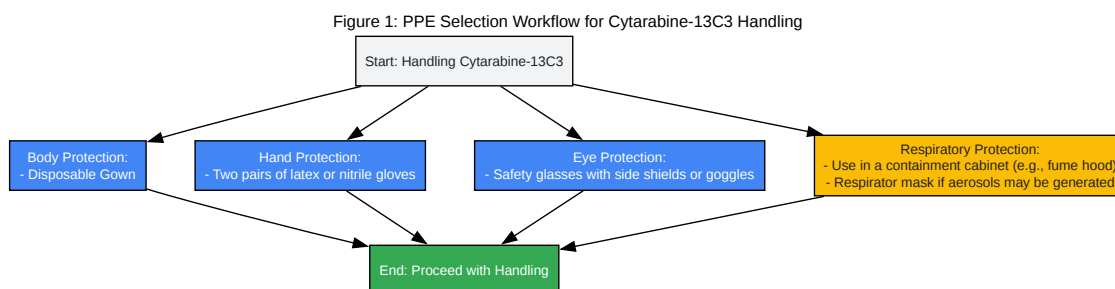 Figure 1: PPE Selection Workflow for Cytarabine-13C3 Handling
Start: Handling Cytarabine-13C3
Body Protection:
- Disposable Gown
Hand Protection:
- Two pairs of latex or nitrile gloves
Eye Protection:
- Safety glasses with side shields or goggles
Respiratory Protection:
- Use in a containment cabinet (e.g., fume hood)
- Respirator mask if aerosols may be generated
End: Proceed with Handling